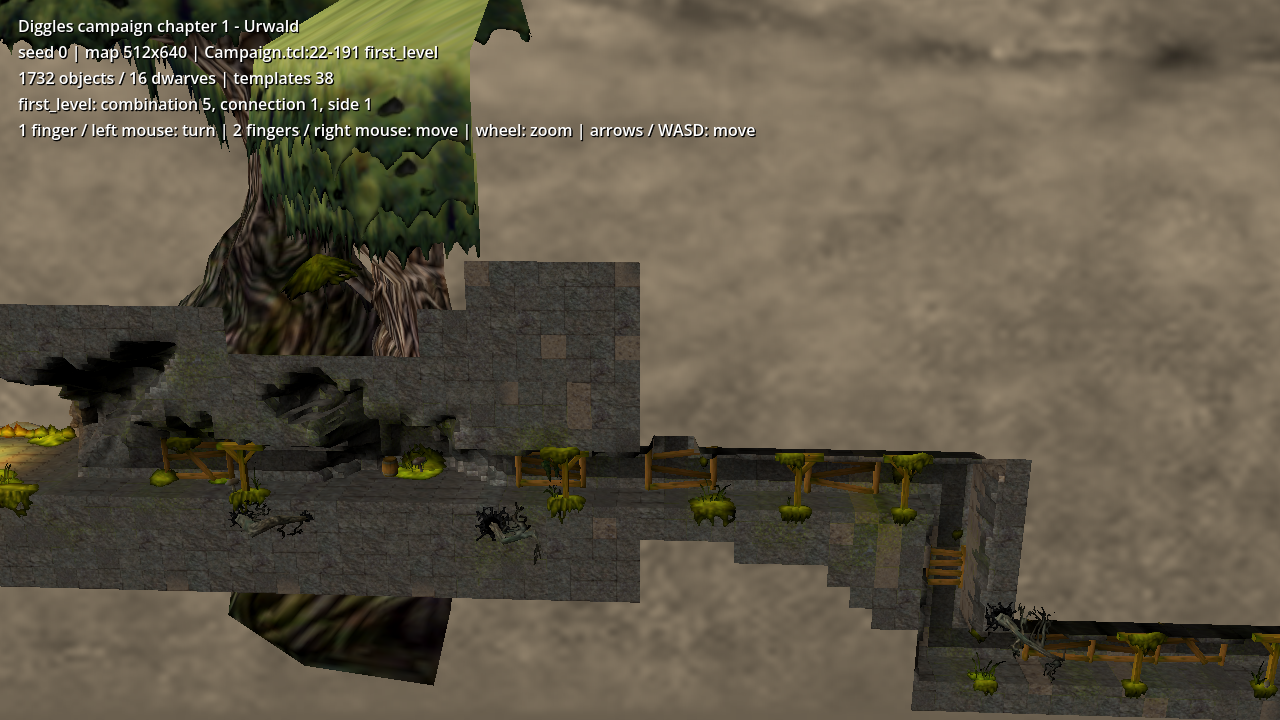 Diggles campaign chapter 1 - Urwald
seed 0 | map 512x640 | Campaign.tcl:22-191 first_level
1732 objects / 16 dwarves | templates 38
first_level: combination 5, connection 1, side 1
1 finger / left mouse: turn | 2 fingers / right mouse: move | wheel: zoom | arrows / WASD: move